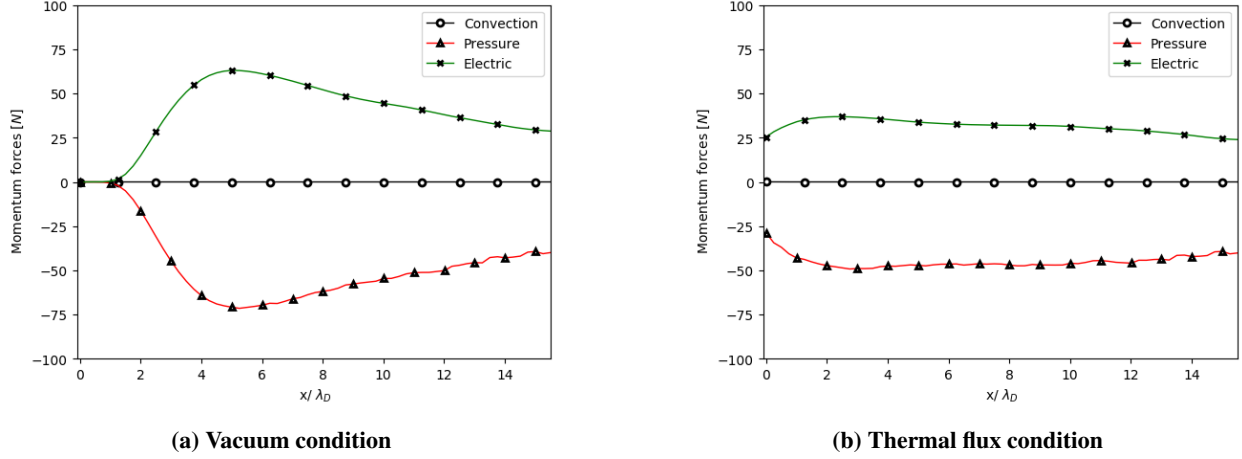 100
75
50
25
0
−25
−50
−75
−100
Momentum forces [N]
0 2 4 6 8 10 12 14
x/ λD
Convection
Pressure
Electric
(a) Vacuum condition
100
75
50
25
0
−25
−50
−75
−100
Momentum forces [N]
0 2 4 6 8 10 12 14
x/ λD
Convection
Pressure
Electric
(b) Thermal flux condition